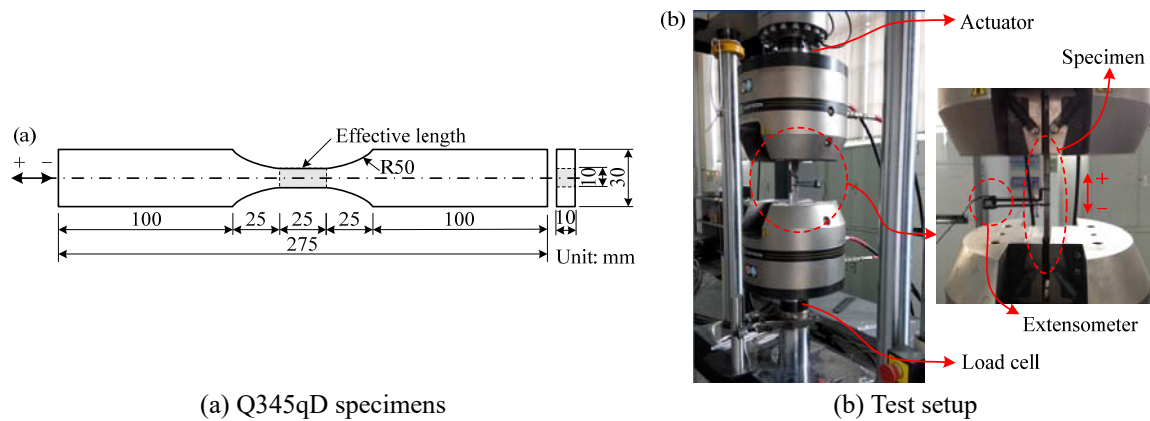 (a)
Effective length
R50
+ −
10
30
100
25
25
25
100
10
275
Unit: mm
(b)
Actuator
Specimen
+
−
Extensometer
Load cell
(a) Q345qD specimens
(b) Test setup